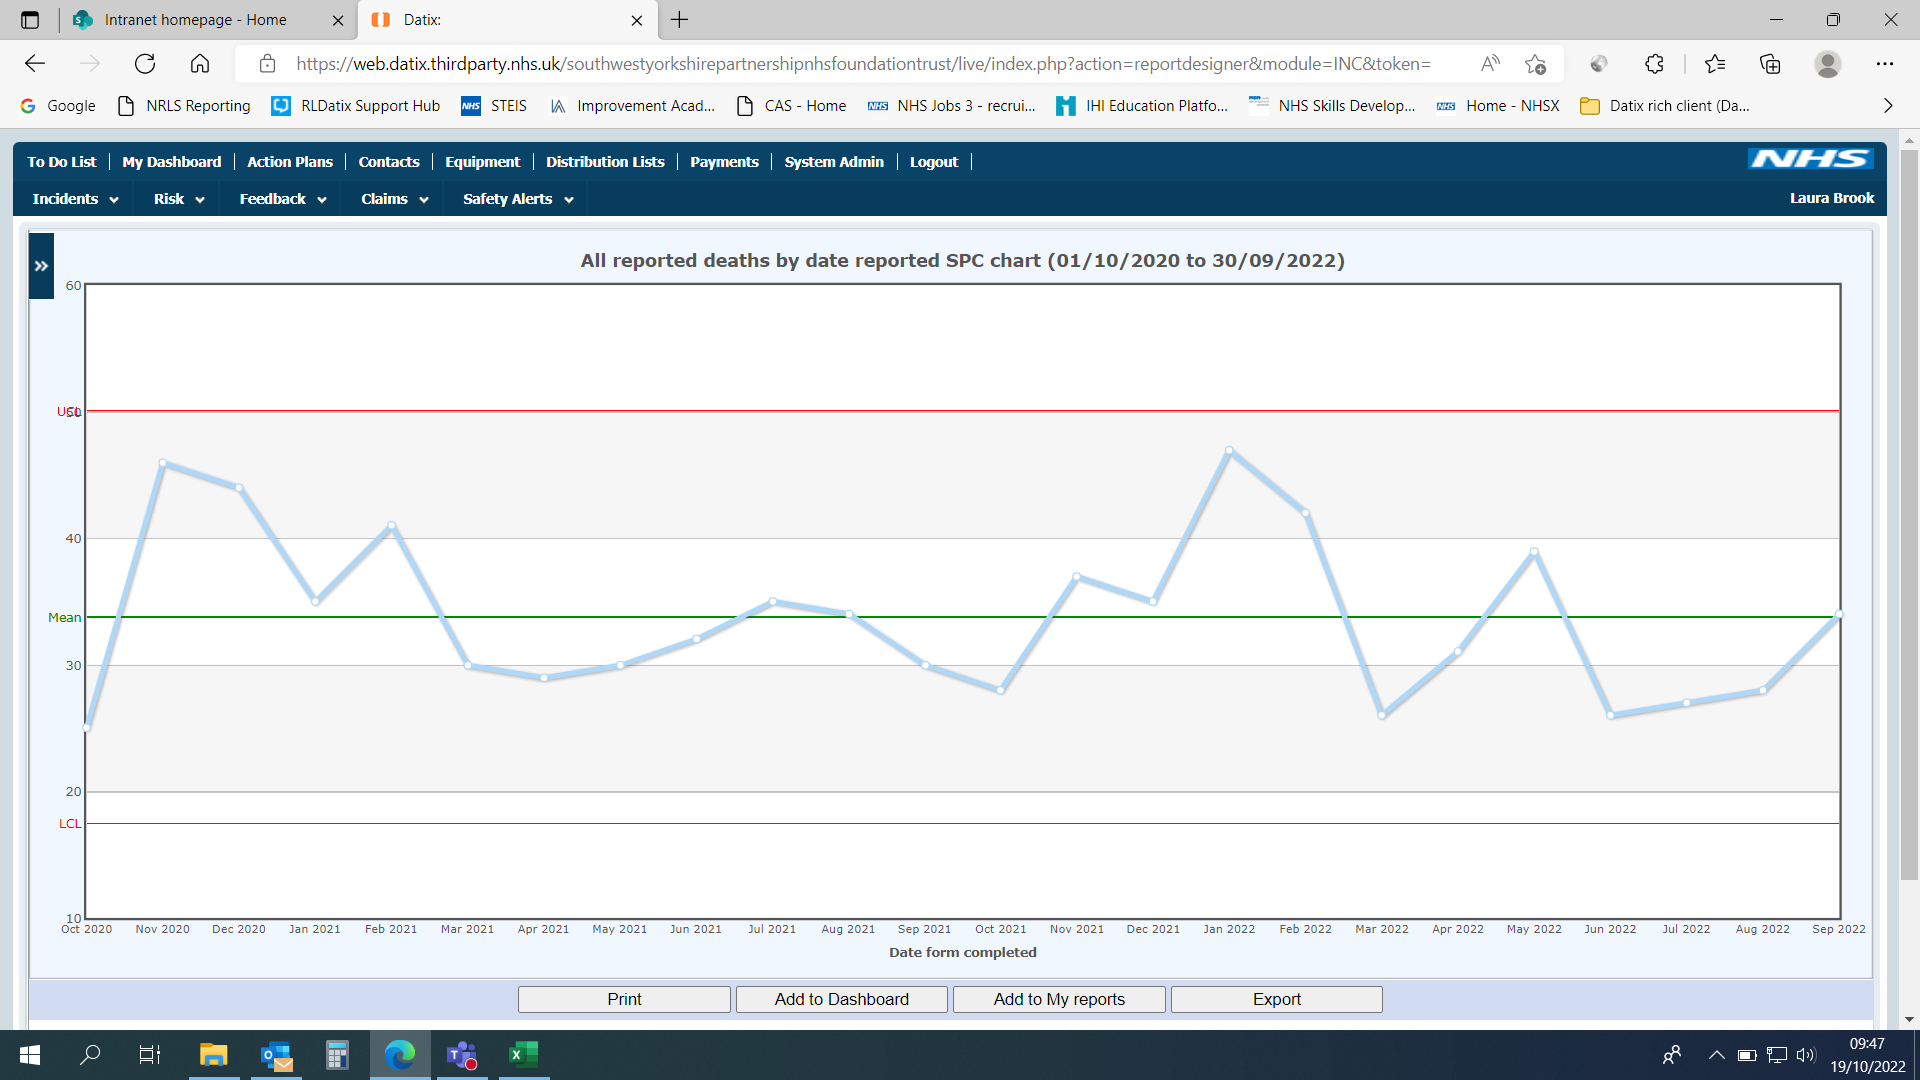 Intranet homepage - Home
Datix:
https://web.datix.thirdparty.nhs.uk/southwestyorkshirepartnershipnhsfoundationtrust/live/index.php?action=reportdesigner&module=INC&token=
Google NRLS Reporting RLDatix Support Hub NHS STEIS IA Improvement Acad... CAS - Home NHS NHS Jobs 3 - recrui... IHI Education Platfo... NHS Skills Develop... NHS Home - NHSX Datix rich client (Da...
To Do List My Dashboard Action Plans Contacts Equipment Distribution Lists Payments System Admin Logout NHS
Incidents Risk Feedback Claims Safety Alerts Laura Brook
All reported deaths by date reported SPC chart (01/10/2020 to 30/09/2022)
60
UCL 50
40
Mean
30
20
LCL
10
Oct 2020 Nov 2020 Dec 2020 Jan 2021 Feb 2021 Mar 2021 Apr 2021 May 2021 Jun 2021 Jul 2021 Aug 2021 Sep 2021 Oct 2021 Nov 2021 Dec 2021 Jan 2022 Feb 2022 Mar 2022 Apr 2022 May 2022 Jun 2022 Jul 2022 Aug 2022 Sep 2022
Date form completed
Print Add to Dashboard Add to My reports Export
09:47
19/10/2022